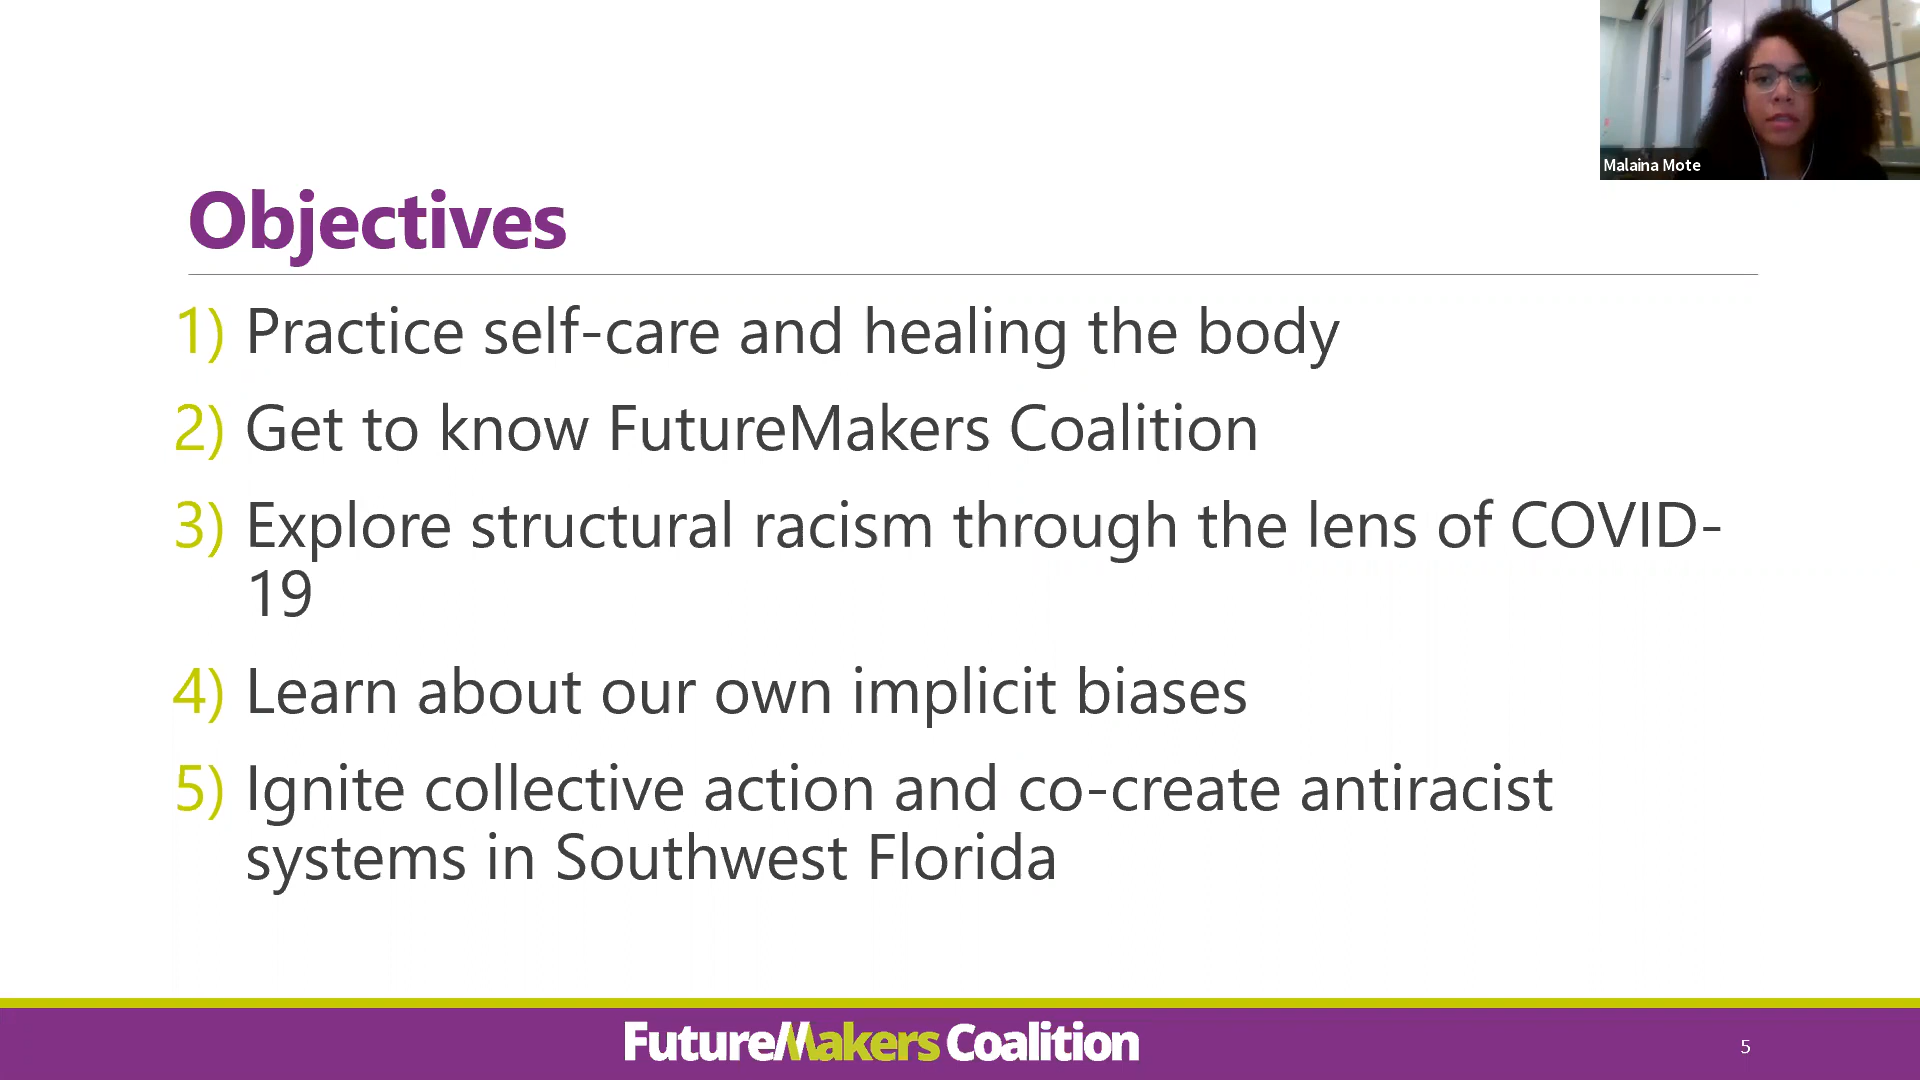 Malaina Mote
Objectives
1) Practice self-care and healing the body
2) Get to know FutureMakers Coalition
3) Explore structural racism through the lens of COVID-
19
4) Learn about our own implicit biases
5) Ignite collective action and co-create antiracist
systems in Southwest Florida
FutureMakers Coalition
5